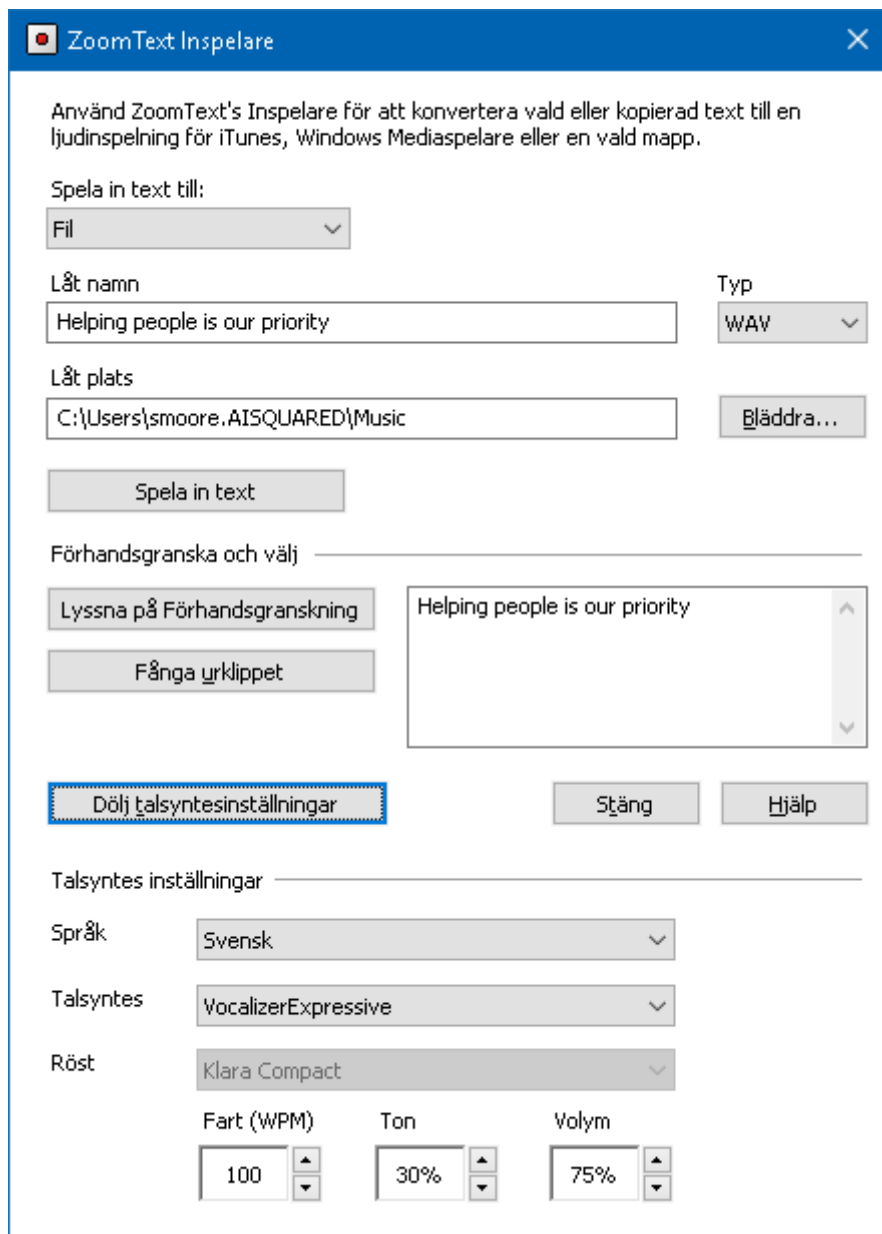 ZoomText Inspelare
Använd ZoomText's Inspelare för att konvertera vald eller kopierad text till en
ljudinspelning för iTunes, Windows Mediaspelare eller en vald mapp.
Spela in text till:
Fil
Låt namn
Typ
Helping people is our priority
WAV
Låt plats
C:\Users\smoore.AISQUARED\Music
Bläddra...
Spela in text
Förhandsgranska och välj
Lyssna på Förhandsgranskning
Helping people is our priority
Fånga urklippet
Dölj talsyntesinställningar
Stäng
Hjälp
Talsyntes inställningar
Språk
Svensk
Talsyntes
VocalizerExpressive
Röst
Klara Compact
Fart (WPM)
Ton
Volym
100
30%
75%